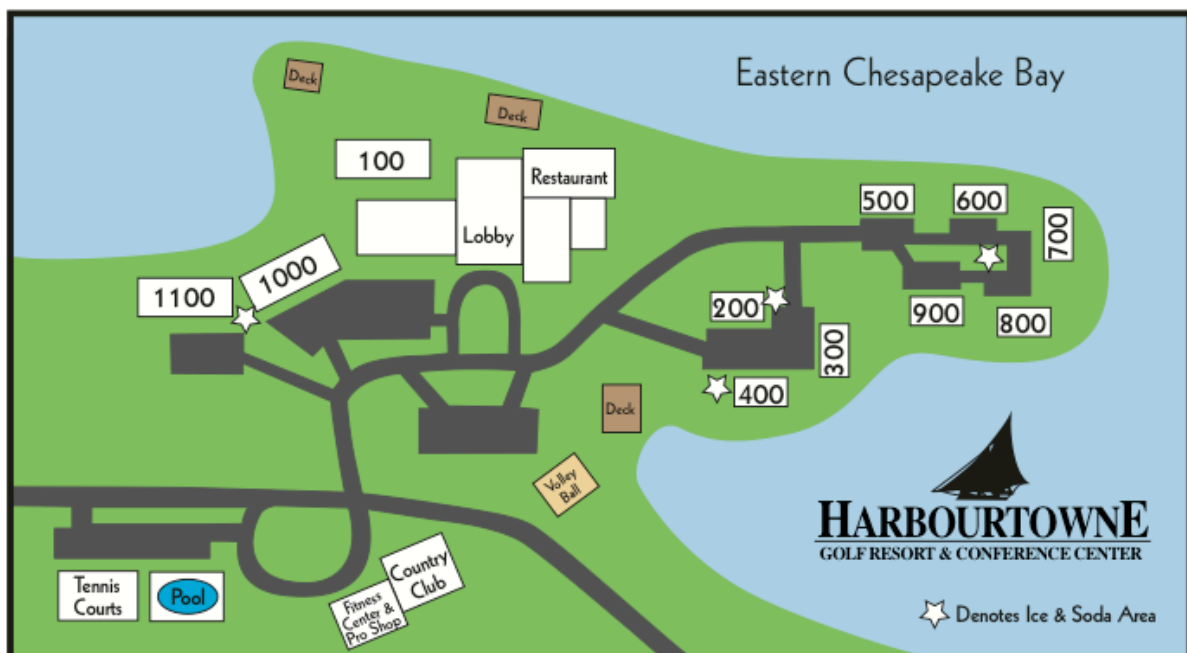 Eastern Chesapeake Bay
Deck
Deck
100
Restaurant
Lobby
500
600
700
1000
1100
200
900
800
300
400
Deck
Volley
Ball
HARBOURTOWNE
GOLF RESORT & CONFERENCE CENTER
Country
Club
Fitness
Center &
Pro Shop
Tennis
Courts
Pool
Denotes Ice & Soda Area